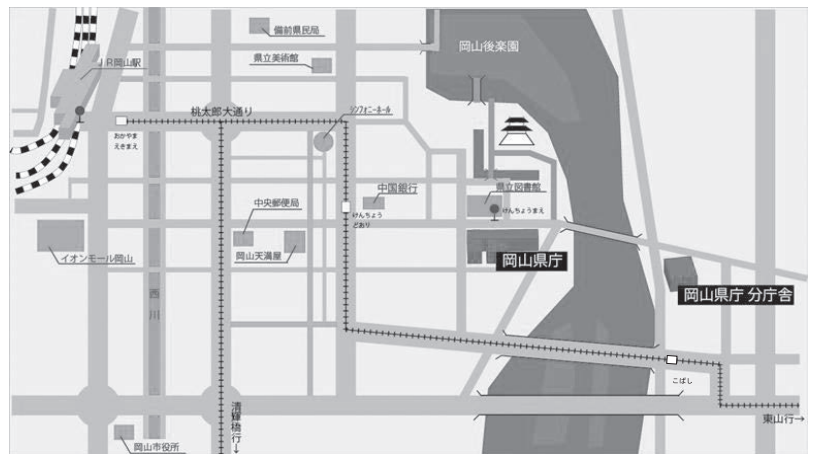 備前県民局
岡山後楽園
県立美術館
JR岡山駅
桃太郎大通り
ｼﾝﾌｫﾆｰﾎｰﾙ
おかやま
えきまえ
中国銀行
県立図書館
中央郵便局
けんちょう
どおり
けんちょうまえ
岡山天満屋
イオンモール岡山
岡山県庁
西川
岡山県庁 分庁舎
こばし
清輝橋行→
東山行→
岡山市役所